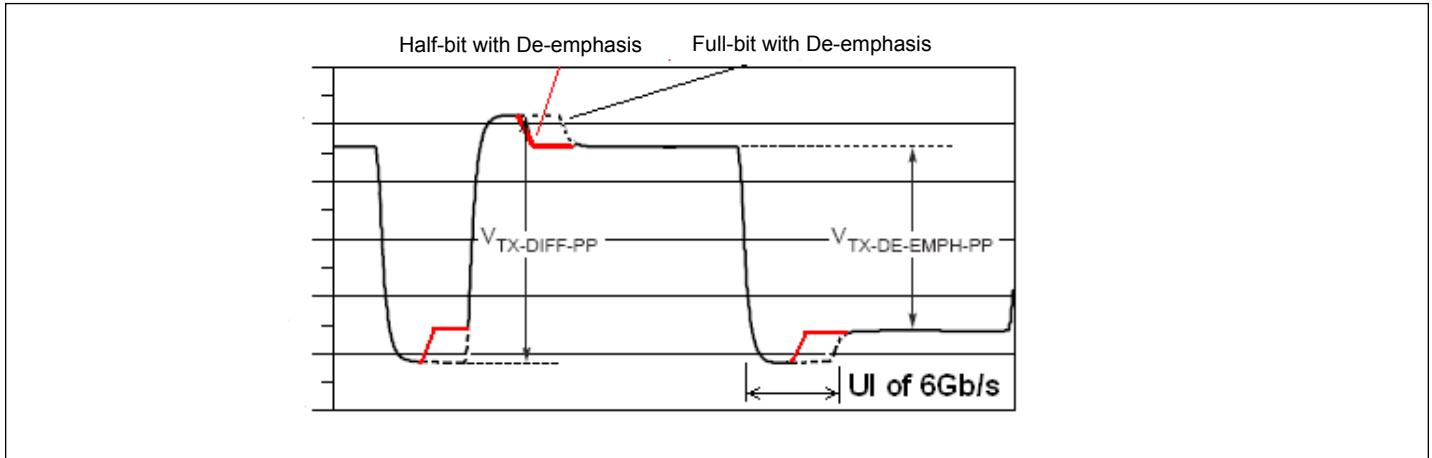 Half-bit with De-emphasis
Full-bit with De-emphasis
VTX-DIFF-PP
VTX-DE-EMPH-PP
UI of 6Gb/s